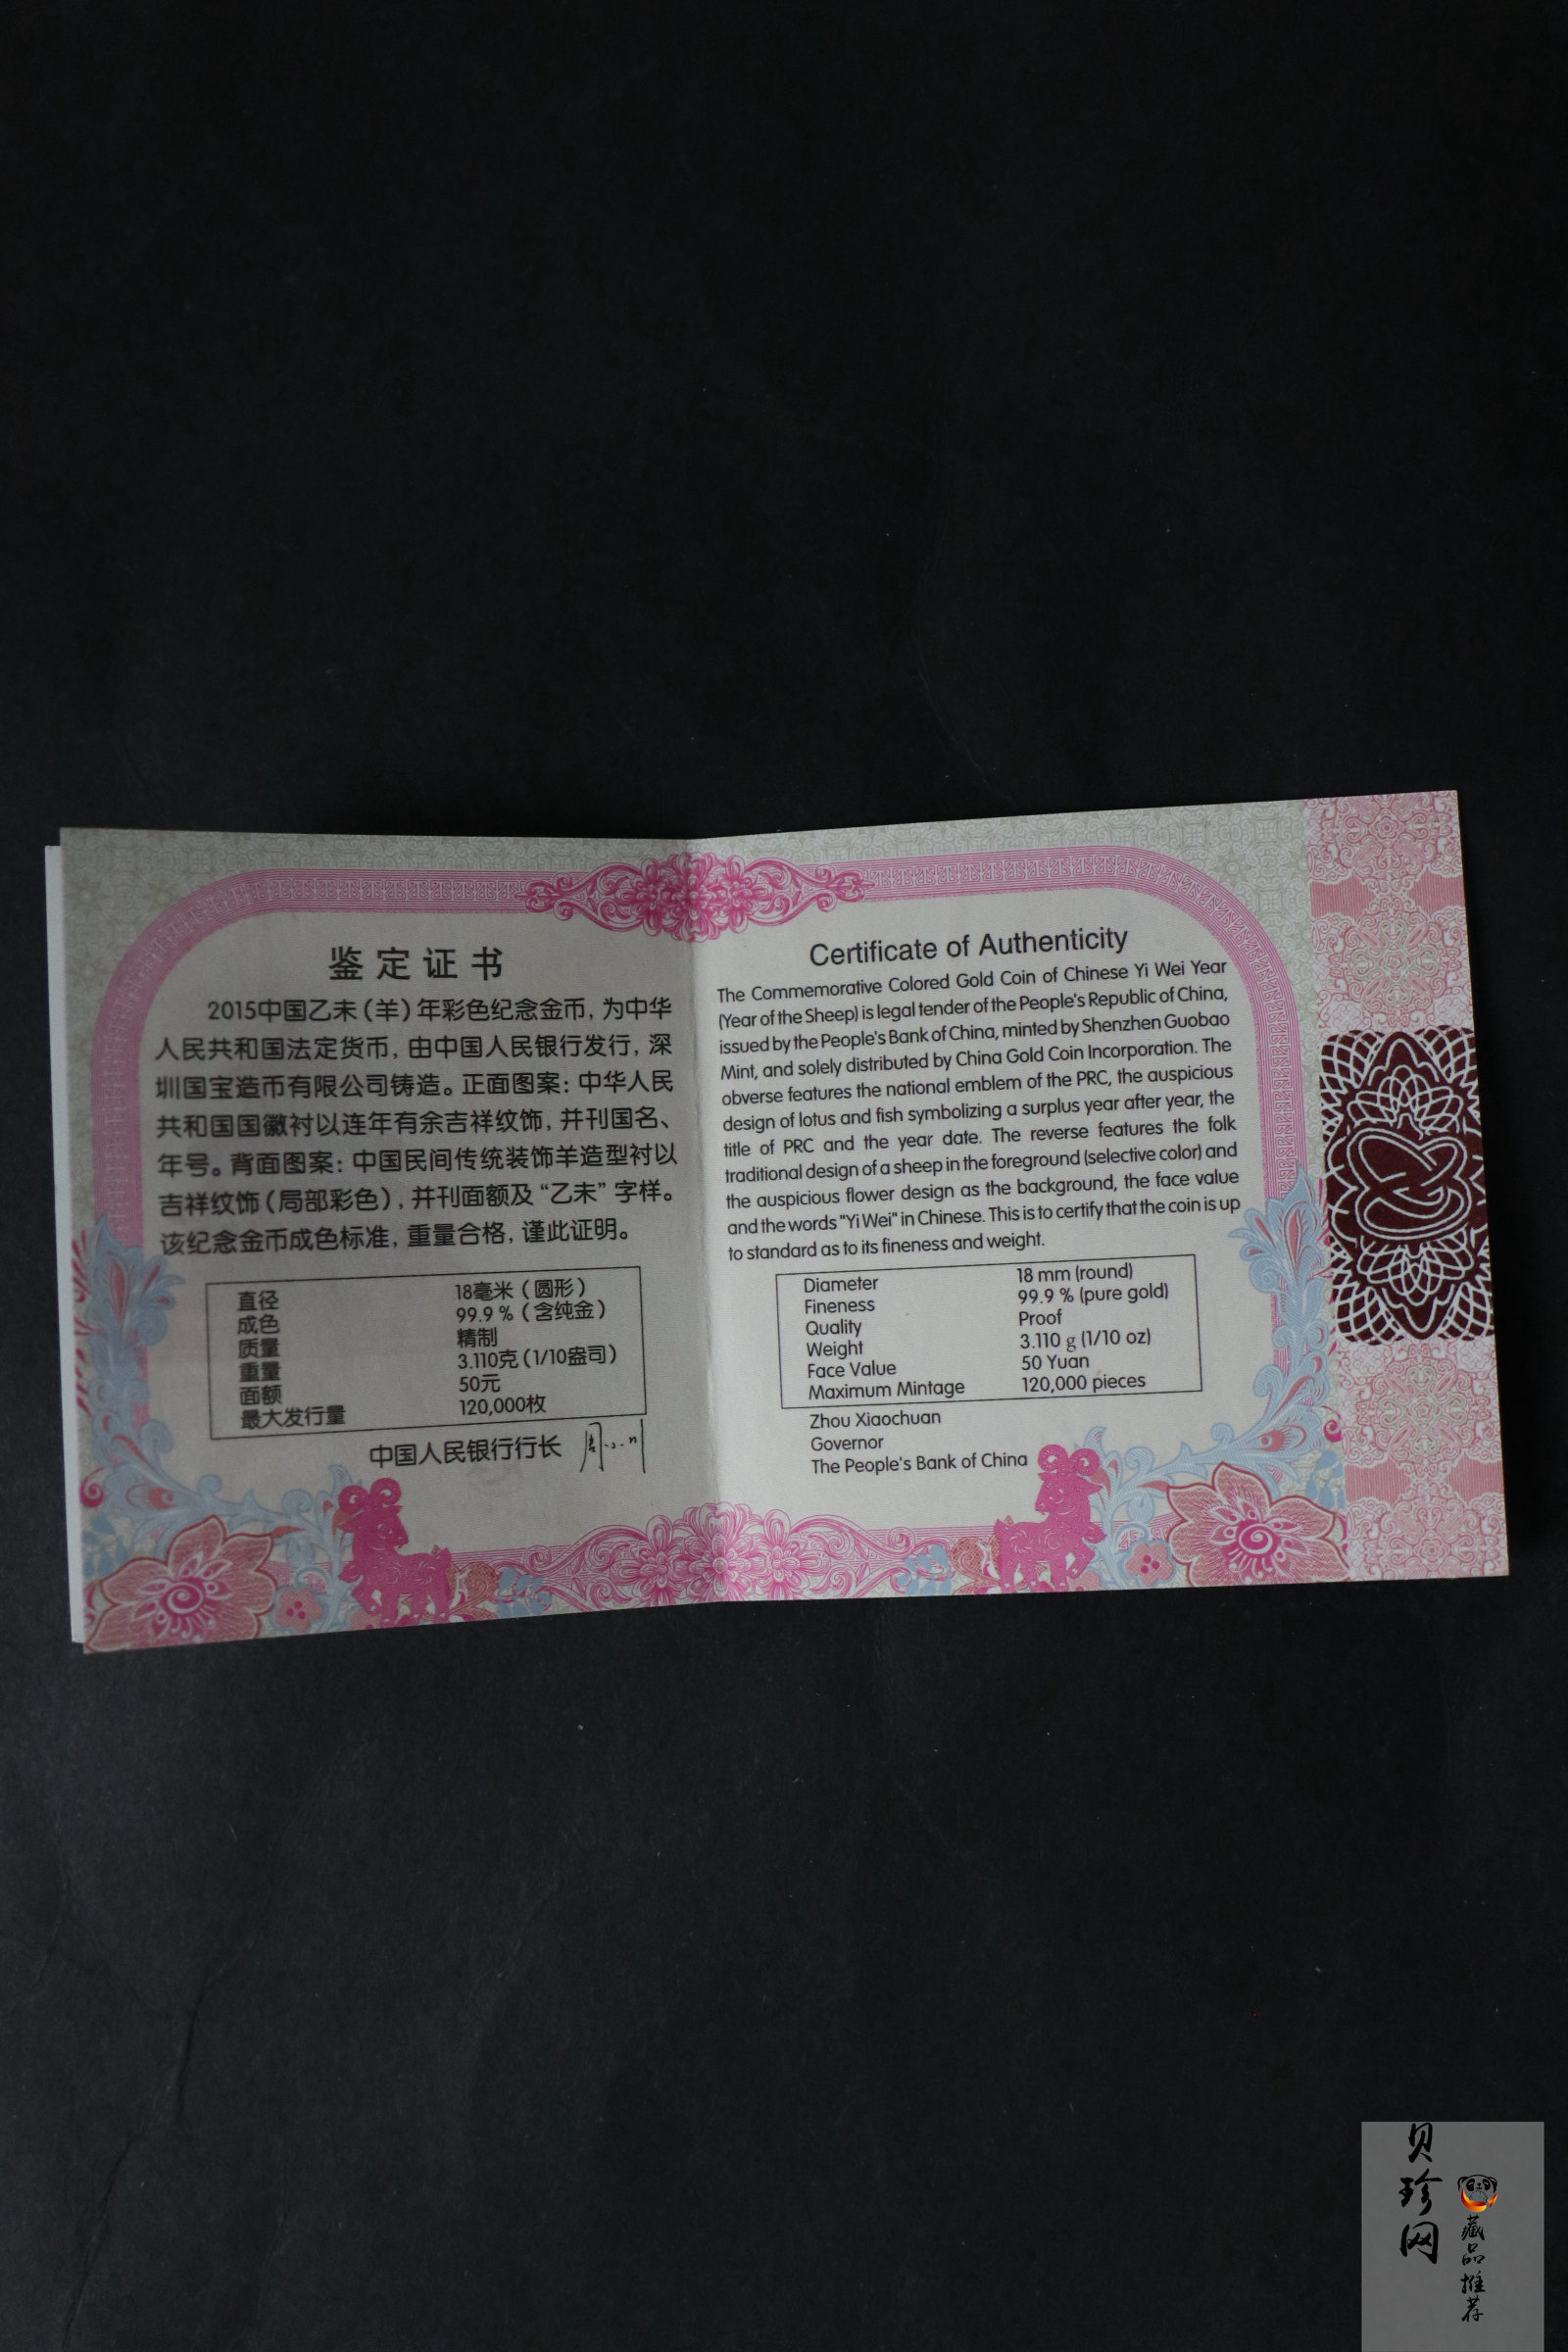 鉴定证书
2015中国乙未（羊）年彩色纪念金币，为中华
人民共和国法定货币，由中国人民银行发行，深
圳国宝造币有限公司铸造。正面图案：中华人民
共和国国徽衬以连年有余吉祥纹饰，并刊国名、
年号。背面图案：中国民间传统装饰羊造型衬以
吉祥纹饰（局部彩色），并刊面额及“乙未”字样。
该纪念金币成色标准，重量合格，谨此证明。
直径 18毫米（圆形）
成色 99.9 %（含纯金）
质量 精制
重量 3.110克（1/10盎司）
面额 50元
最大发行量 120,000枚
中国人民银行行长
Certificate of Authenticity
The Commemorative Colored Gold Coin of Chinese Yi Wei Year
(Year of the Sheep) is legal tender of the People's Republic of China,
issued by the People's Bank of China, minted by Shenzhen Guobao
Mint, and solely distributed by China Gold Coin Incorporation. The
obverse features the national emblem of the PRC, the auspicious
design of lotus and fish symbolizing a surplus year after year, the
title of PRC and the year date. The reverse features the folk
traditional design of a sheep in the foreground (selective color) and
the auspicious flower design as the background, the face value
and the words "Yi Wei" in Chinese. This is to certify that the coin is up
to standard as to its fineness and weight.
Diameter 18 mm (round)
Fineness 99.9 % (pure gold)
Quality Proof
Weight 3.110 g (1/10 oz)
Face Value 50 Yuan
Maximum Mintage 120,000 pieces
Zhou Xiaochuan
Governor
The People's Bank of China
贝珍网
藏品推荐